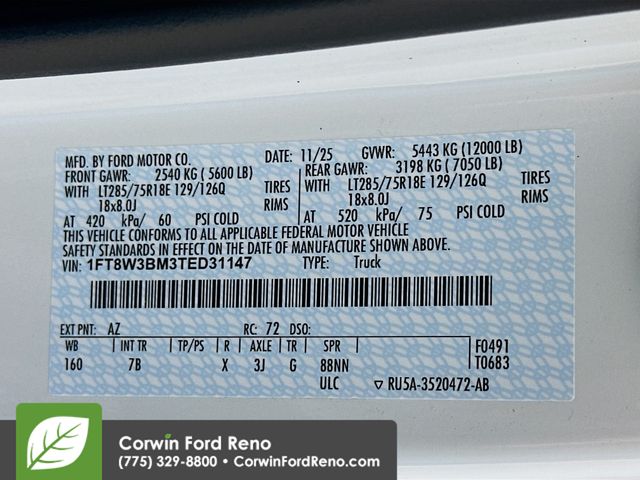 MFD. BY FORD MOTOR CO. DATE: 11/25 GVWR: 5443 KG (12000 LB)
FRONT GAWR: 2540 KG ( 5600 LB) REAR GAWR: 3198 KG ( 7050 LB)
WITH LT285/75R18E 129/126Q TIRES WITH LT285/75R18E 129/126Q TIRES
18x8.0J RIMS 18x8.0J RIMS
AT 420 kPa/ 60 PSI COLD AT 520 kPa/ 75 PSI COLD
THIS VEHICLE CONFORMS TO ALL APPLICABLE FEDERAL MOTOR VEHICLE
SAFETY STANDARDS IN EFFECT ON THE DATE OF MANUFACTURE SHOWN ABOVE.
VIN: 1FT8W3BM3TED31147 TYPE: Truck
EXT PNT: AZ RC: 72 DSO:
WB INT TR TP/PS R AXLE TR SPR F0491
160 7B X 3J G 88NN T0683
ULC ▽ RU5A-3520472-AB
Corwin Ford Reno
(775) 329-8800 • CorwinFordReno.com